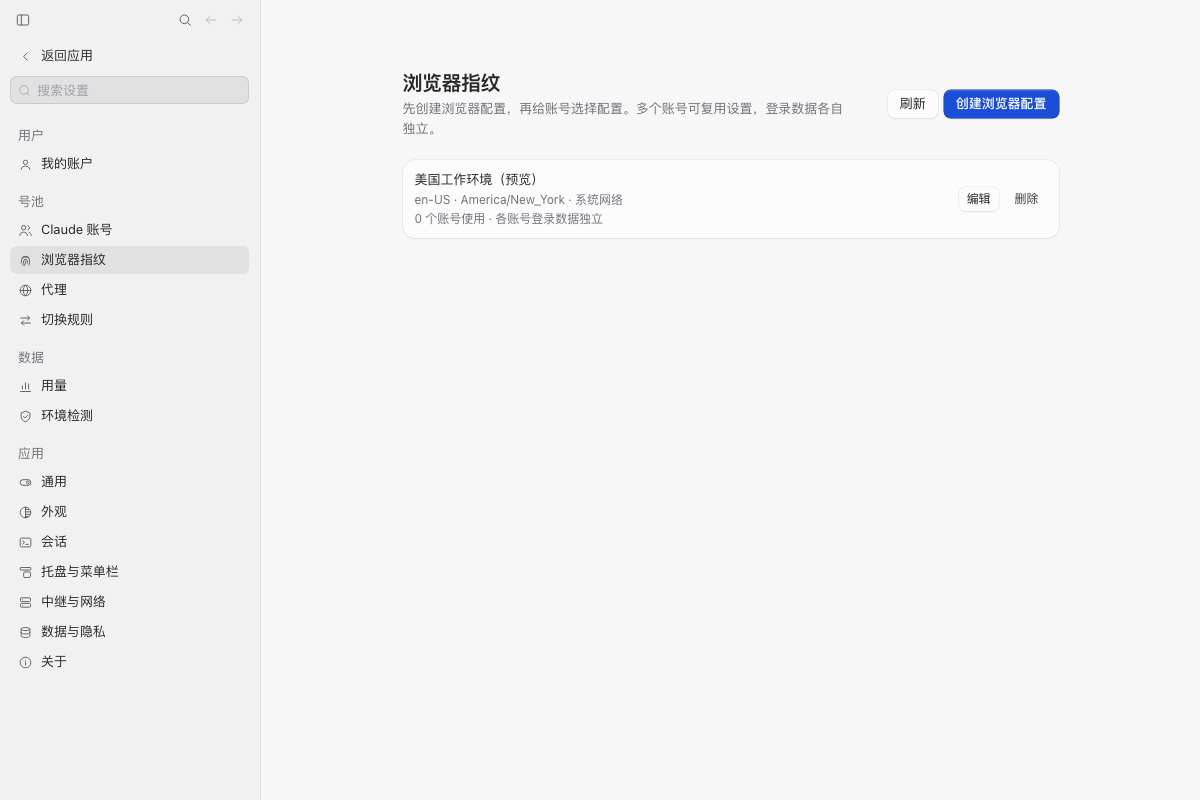 返回应用
搜索设置
用户
我的账户
号池
Claude 账号
浏览器指纹
代理
切换规则
数据
用量
环境检测
应用
通用
外观
会话
托盘与菜单栏
中继与网络
数据与隐私
关于
浏览器指纹
先创建浏览器配置，再给账号选择配置。多个账号可复用设置，登录数据各自
独立。
刷新
创建浏览器配置
美国工作环境（预览）
en-US · America/New_York · 系统网络
0 个账号使用 · 各账号登录数据独立
编辑
删除